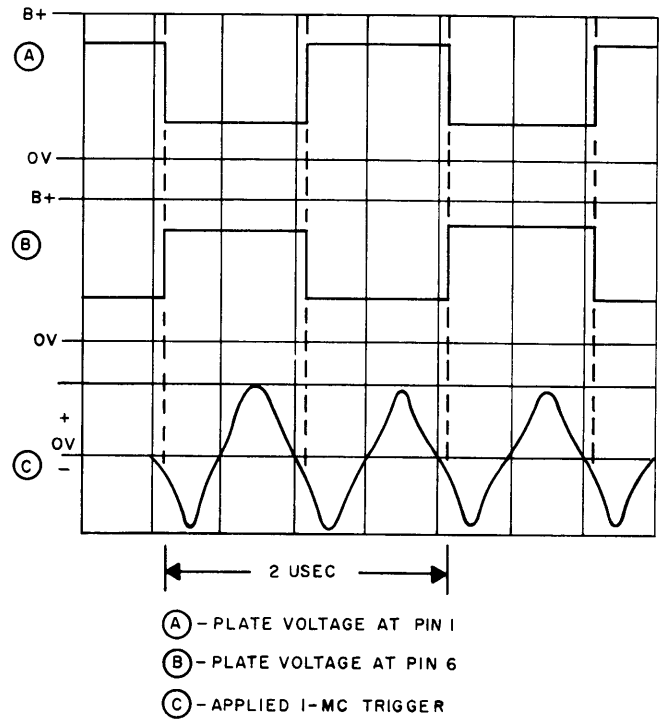 B+
A
OV
B+
B
OV
+
OV
C
-
2 USEC
A - PLATE VOLTAGE AT PIN 1
B - PLATE VOLTAGE AT PIN 6
C - APPLIED 1-MC TRIGGER